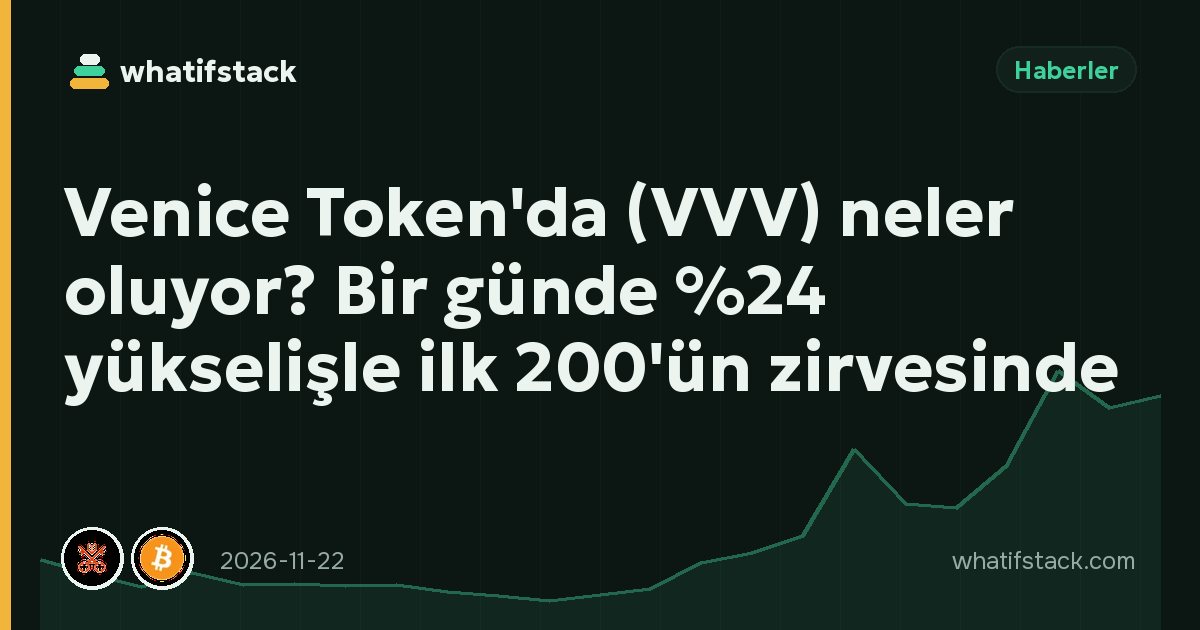 whatifstack
Haberler
Venice Token'da (VVV) neler
oluyor? Bir günde %24
yükselişle ilk 200'ün zirvesinde
2026-11-22
whatifstack.com